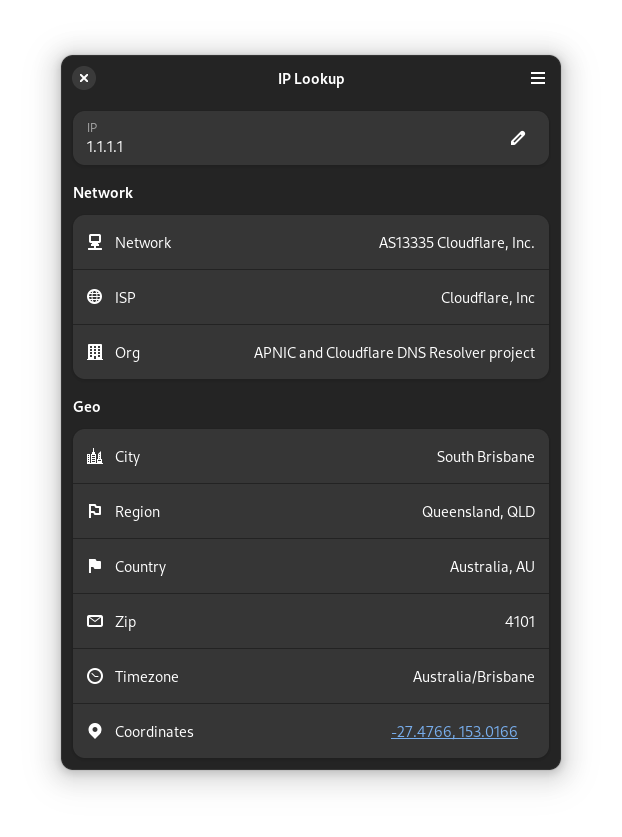 IP Lookup
IP
1.1.1.1
Network
Network AS13335 Cloudflare, Inc.
ISP Cloudflare, Inc
Org APNIC and Cloudflare DNS Resolver project
Geo
City South Brisbane
Region Queensland, QLD
Country Australia, AU
Zip 4101
Timezone Australia/Brisbane
Coordinates -27.4766, 153.0166